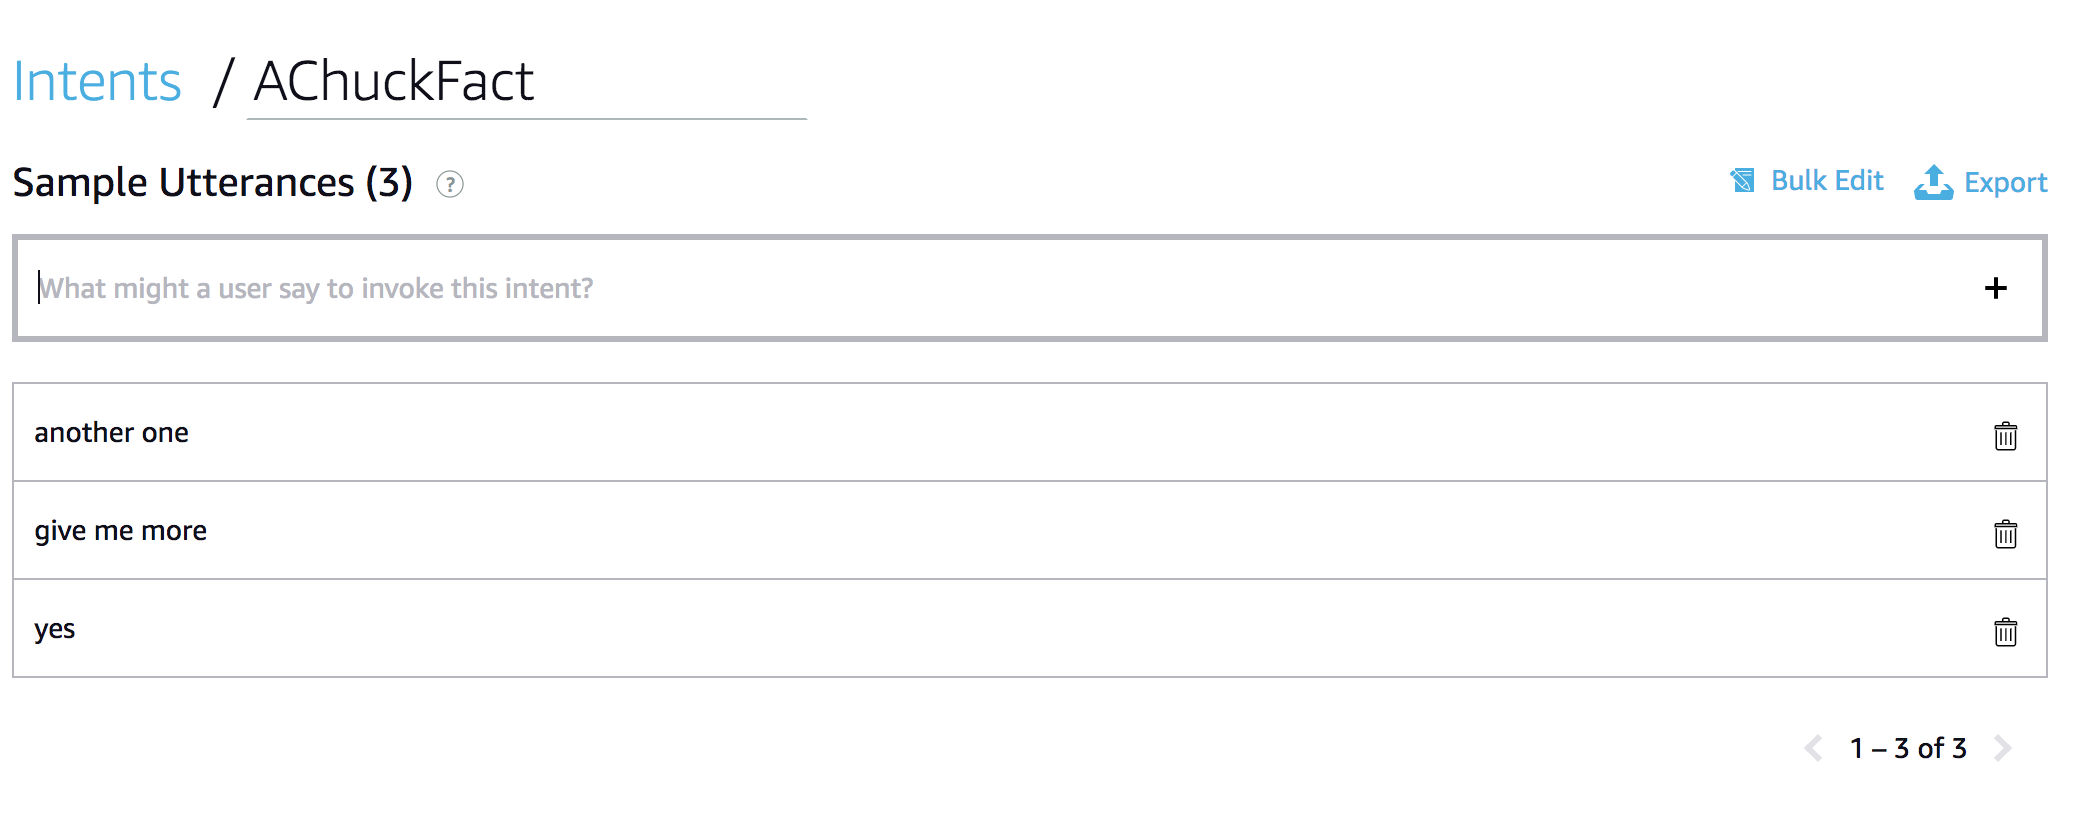 Intents / AChuckFact
Sample Utterances (3) ?
Bulk Edit Export
What might a user say to invoke this intent?
another one
give me more
yes
1 – 3 of 3